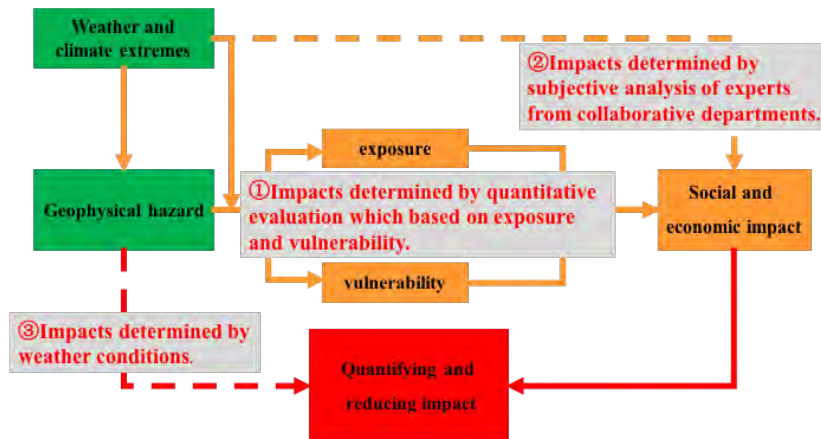 Weather and
climate extremes
②Impacts determined by
subjective analysis of experts
from collaborative departments.
exposure
①Impacts determined by quantitative
evaluation which based on exposure
and vulnerability.
Geophysical hazard
Social and
economic impact
vulnerability
③Impacts determined by
weather conditions.
Quantifying and
reducing impact